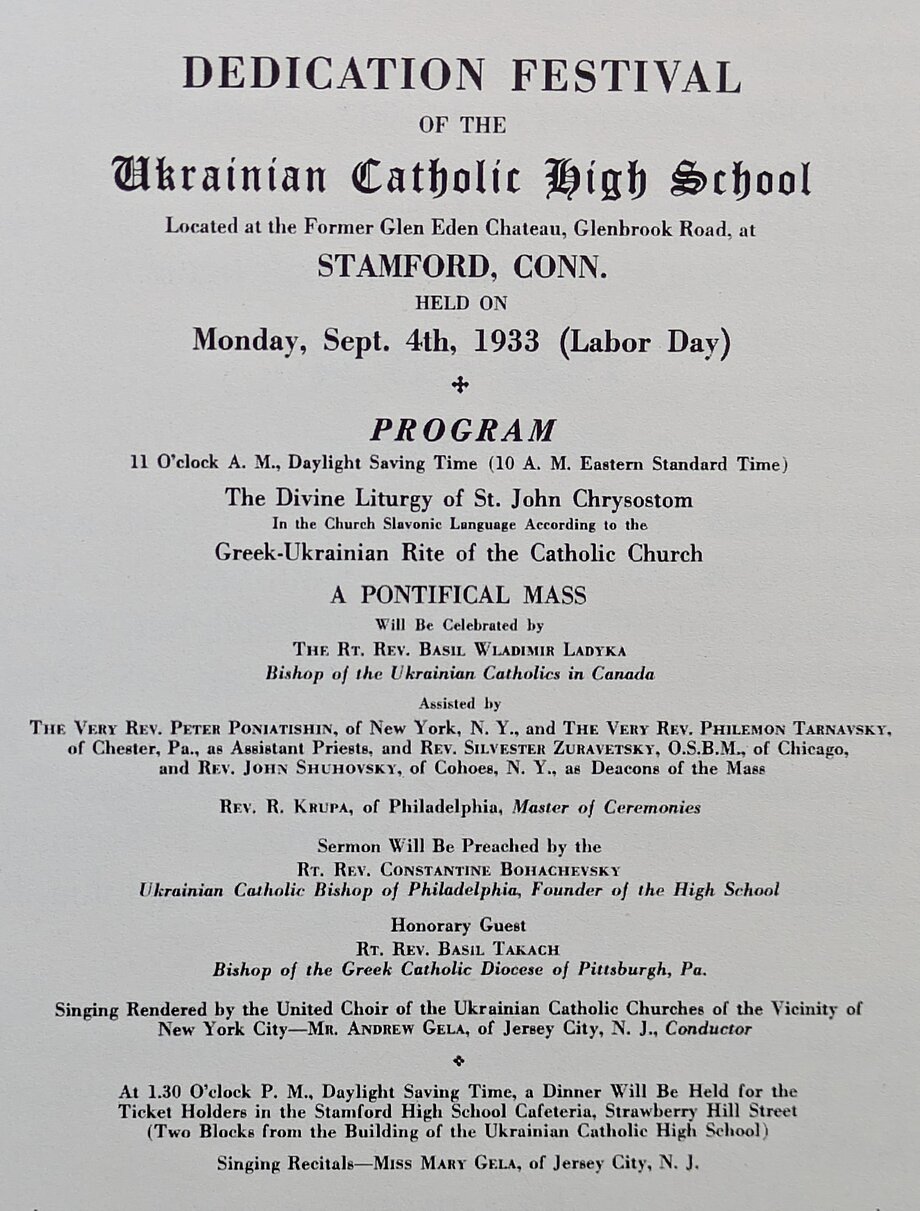 DEDICATION FESTIVAL
OF THE
Ukrainian Catholic High School
Located at the Former Glen Eden Chateau, Glenbrook Road, at
STAMFORD, CONN.
HELD ON
Monday, Sept. 4th, 1933 (Labor Day)
PROGRAM
11 O'clock A. M., Daylight Saving Time (10 A. M. Eastern Standard Time)
The Divine Liturgy of St. John Chrysostom
In the Church Slavonic Language According to the
Greek-Ukrainian Rite of the Catholic Church
A PONTIFICAL MASS
Will Be Celebrated by
THE RT. REV. BASIL WLADIMIR LADYKA
Bishop of the Ukrainian Catholics in Canada
Assisted by
THE VERY REV. PETER PONIATISHIN, of New York, N. Y., and THE VERY REV. PHILEMON TARNAVSKY,
of Chester, Pa., as Assistant Priests, and REV. SILVESTER ZURAVETSKY, O.S.B.M., of Chicago,
and REV. JOHN SHUHOVSKY, of Cohoes, N. Y., as Deacons of the Mass
REV. R. KRUPA, of Philadelphia, Master of Ceremonies
Sermon Will Be Preached by the
RT. REV. CONSTANTINE BOHACHEVSKY
Ukrainian Catholic Bishop of Philadelphia, Founder of the High School
Honorary Guest
RT. REV. BASIL TAKACH
Bishop of the Greek Catholic Diocese of Pittsburgh, Pa.
Singing Rendered by the United Choir of the Ukrainian Catholic Churches of the Vicinity of
New York City—MR. ANDREW GELA, of Jersey City, N. J., Conductor
At 1.30 O'clock P. M., Daylight Saving Time, a Dinner Will Be Held for the
Ticket Holders in the Stamford High School Cafeteria, Strawberry Hill Street
(Two Blocks from the Building of the Ukrainian Catholic High School)
Singing Recitals—MISS MARY GELA, of Jersey City, N. J.